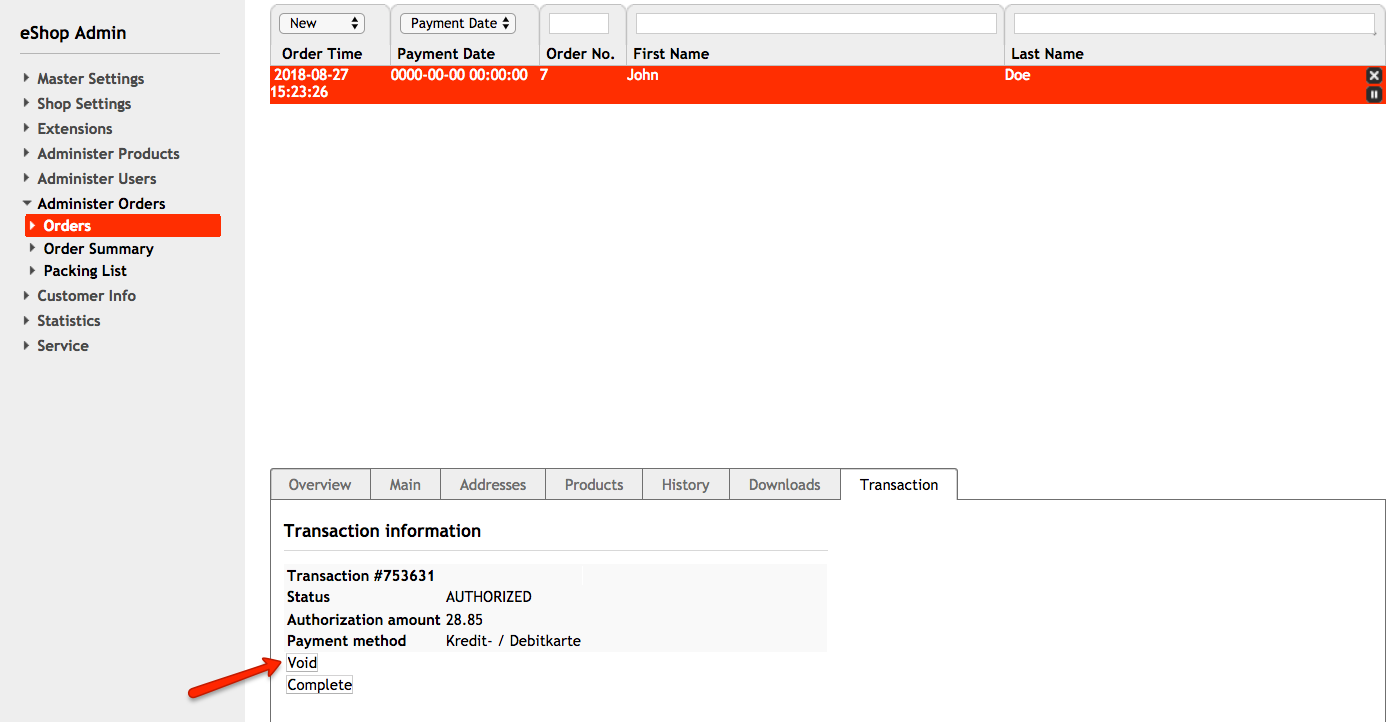 eShop Admin
Master Settings
Shop Settings
Extensions
Administer Products
Administer Users
Administer Orders
Orders
Order Summary
Packing List
Customer Info
Statistics
Service
New Payment Date
Order Time Payment Date Order No. First Name Last Name
2018-08-27 0000-00-00 00:00:00 7 John Doe
15:23:26
Overview Main Addresses Products History Downloads Transaction
Transaction information
Transaction #753631
Status AUTHORIZED
Authorization amount 28.85
Payment method Kredit- / Debitkarte
Void
Complete